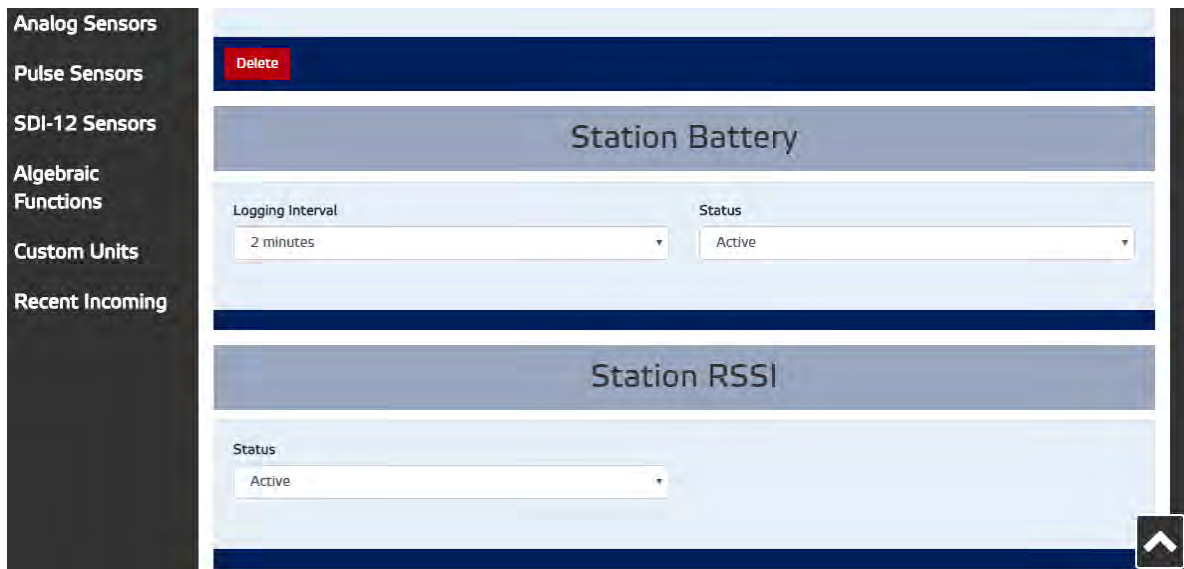 Analog Sensors
Pulse Sensors
SDI-12 Sensors
Algebraic
Functions
Custom Units
Recent Incoming
Delete
Station Battery
Logging Interval
Status
2 minutes
Active
Station RSSI
Status
Active